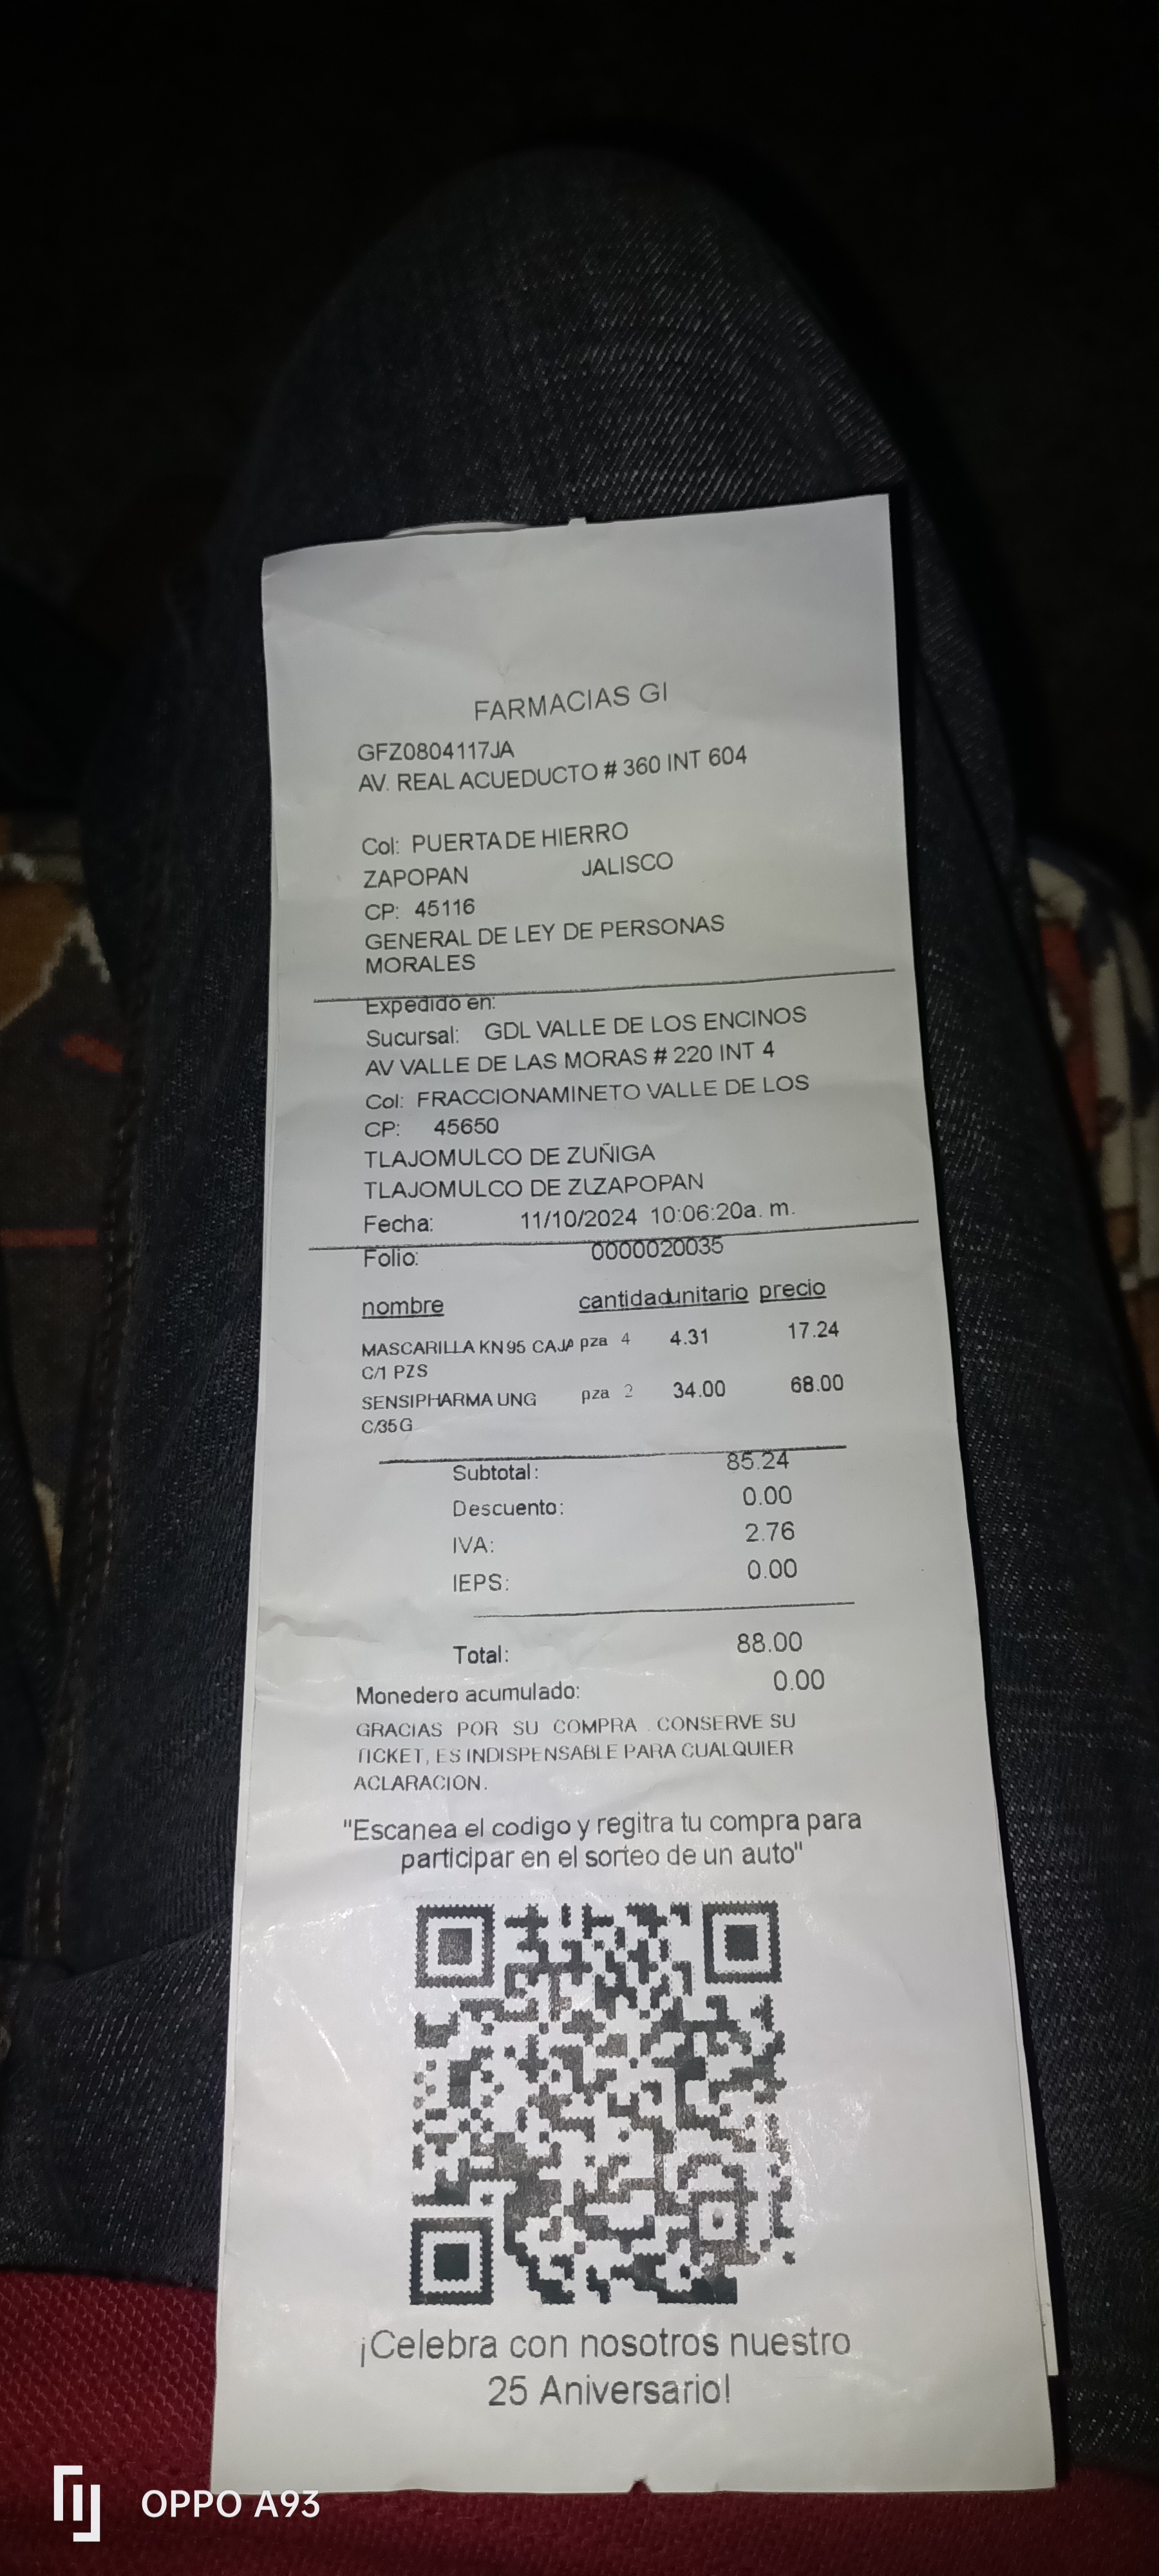 FARMACIAS GI
GFZ0804117JA
AV. REAL ACUEDUCTO # 360 INT 604
Col: PUERTA DE HIERRO
ZAPOPAN JALISCO
CP: 45116
GENERAL DE LEY DE PERSONAS
MORALES
Expedido en:
Sucursal: GDL VALLE DE LOS ENCINOS
AV VALLE DE LAS MORAS # 220 INT 4
Col: FRACCIONAMINETO VALLE DE LOS
CP: 45650
TLAJOMULCO DE ZUÑIGA
TLAJOMULCO DE ZUZAPOPAN
Fecha: 11/10/2024 10:06:20a. m.
Folio: 0000020035
nombre cantidad unitario precio
MASCARILLA KN95 CAJA pza 4 4.31 17.24
C/1 PZS
SENSIPHARMA UNG pza 2 34.00 68.00
C/35G
Subtotal: 85.24
Descuento: 0.00
IVA: 2.76
IEPS: 0.00
Total: 88.00
Monedero acumulado: 0.00
GRACIAS POR SU COMPRA . CONSERVE SU
TICKET, ES INDISPENSABLE PARA CUALQUIER
ACLARACION.
"Escanea el codigo y regitra tu compra para
participar en el sorteo de un auto"
¡Celebra con nosotros nuestro
25 Aniversario!
OPPO A93